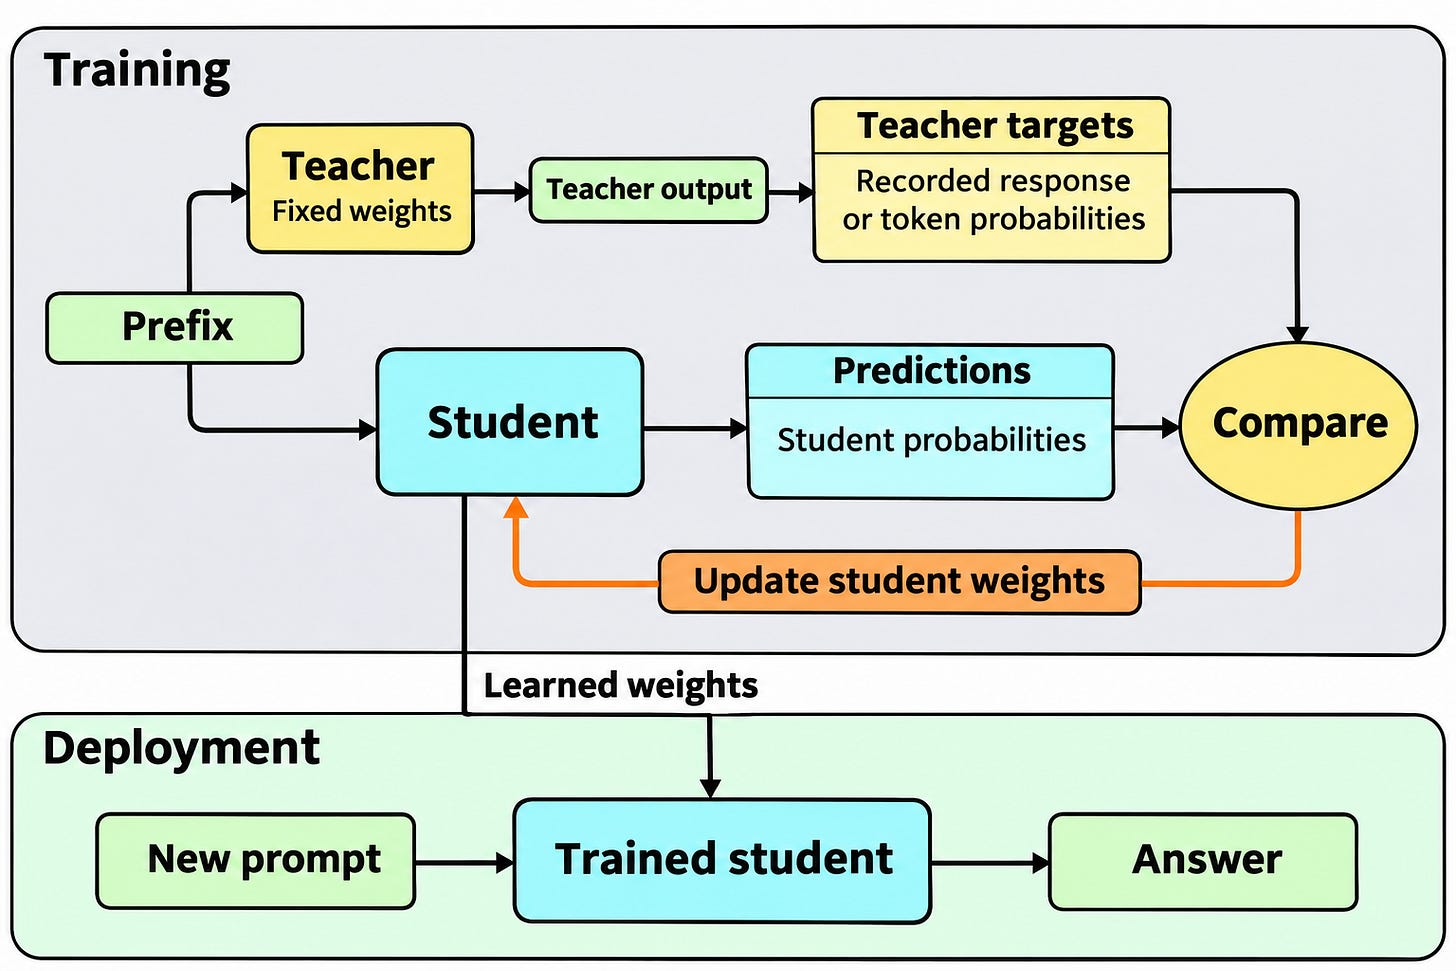 Training
Teacher
Fixed weights
Teacher output
Teacher targets
Recorded response
or token probabilities
Prefix
Student
Predictions
Student probabilities
Compare
Update student weights
Learned weights
Deployment
New prompt
Trained student
Answer